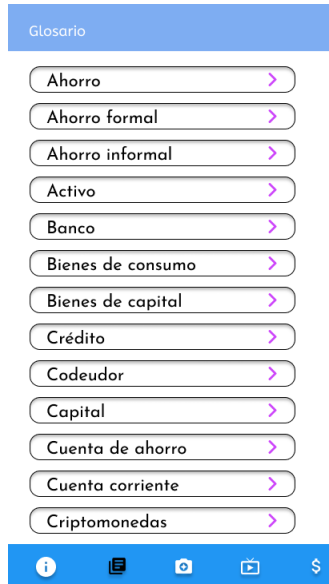 Glosario
Ahorro
Ahorro formal
Ahorro informal
Activo
Banco
Bienes de consumo
Bienes de capital
Crédito
Codeudor
Capital
Cuenta de ahorro
Cuenta corriente
Criptomonedas
$